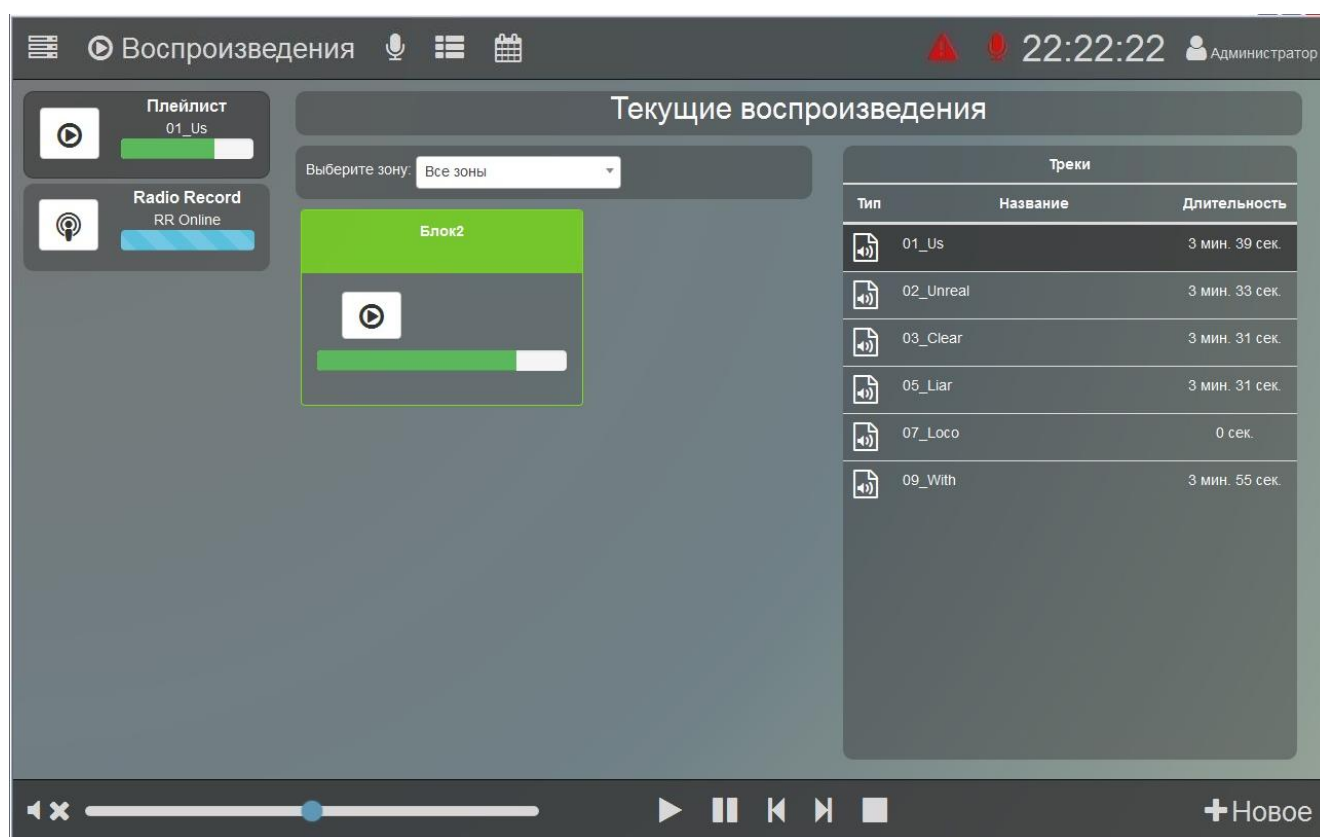 Воспроизведения
22:22:22
Администратор
Плейлист
01_Us
Radio Record
RR Online
Текущие воспроизведения
Выберите зону: Все зоны
Блок2
Треки
Тип Название Длительность
01_Us 3 мин. 39 сек.
02_Unreal 3 мин. 33 сек.
03_Clear 3 мин. 31 сек.
05_Liar 3 мин. 31 сек.
07_Loco 0 сек.
09_With 3 мин. 55 сек.
Новое